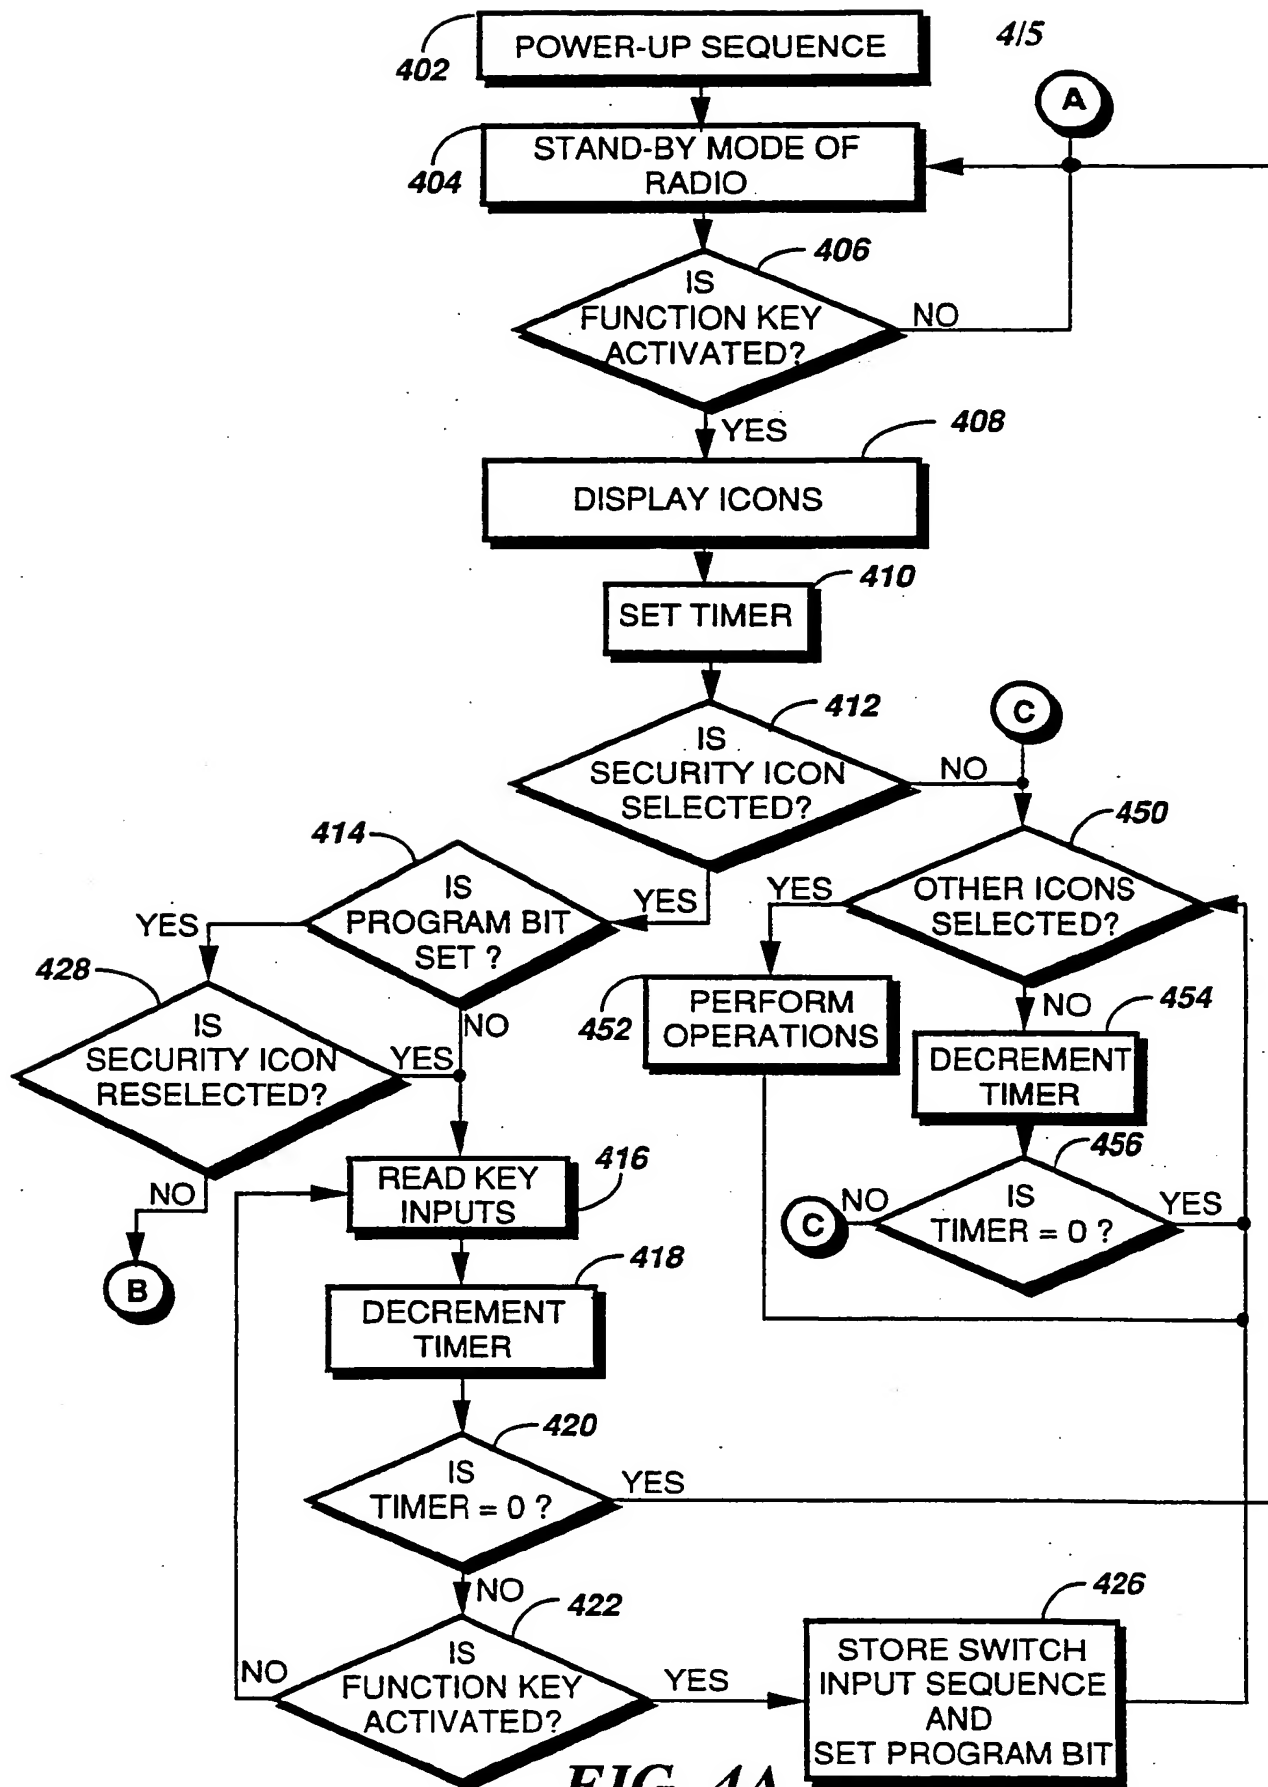 4/5
402
POWER-UP SEQUENCE
A
404
STAND-BY MODE OF
RADIO
406
IS
FUNCTION KEY
ACTIVATED?
NO
YES
408
DISPLAY ICONS
410
SET TIMER
412
IS
SECURITY ICON
SELECTED?
NO
C
YES
414
IS
PROGRAM BIT
SET ?
YES
NO
450
OTHER ICONS
SELECTED?
YES
NO
428
IS
SECURITY ICON
RESELECTED?
YES
NO
B
452
PERFORM
OPERATIONS
454
DECREMENT
TIMER
456
IS
TIMER = 0 ?
NO
C
YES
416
READ KEY
INPUTS
418
DECREMENT
TIMER
420
IS
TIMER = 0 ?
YES
NO
422
IS
FUNCTION KEY
ACTIVATED?
NO
YES
426
STORE SWITCH
INPUT SEQUENCE
AND
SET PROGRAM BIT
FIG. 4A